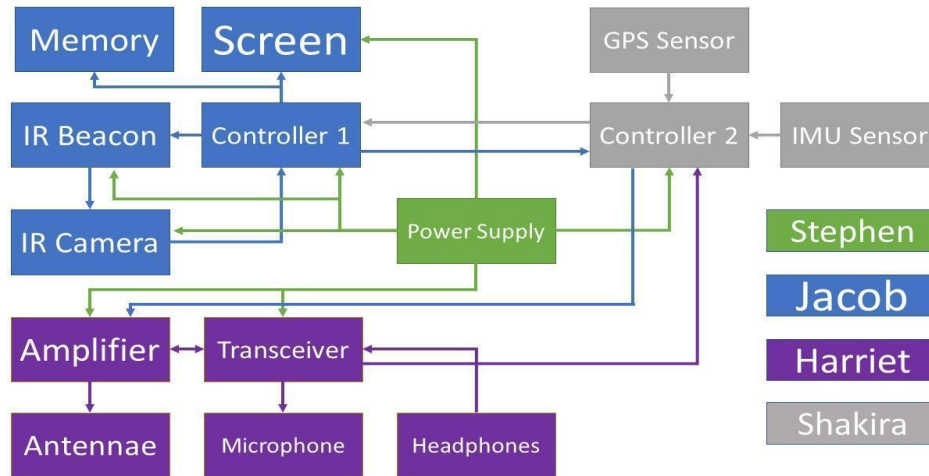 Memory
Screen
GPS Sensor
IR Beacon
Controller 1
Controller 2
IMU Sensor
IR Camera
Power Supply
Stephen
Jacob
Amplifier
Transceiver
Harriet
Antennae
Microphone
Headphones
Shakira